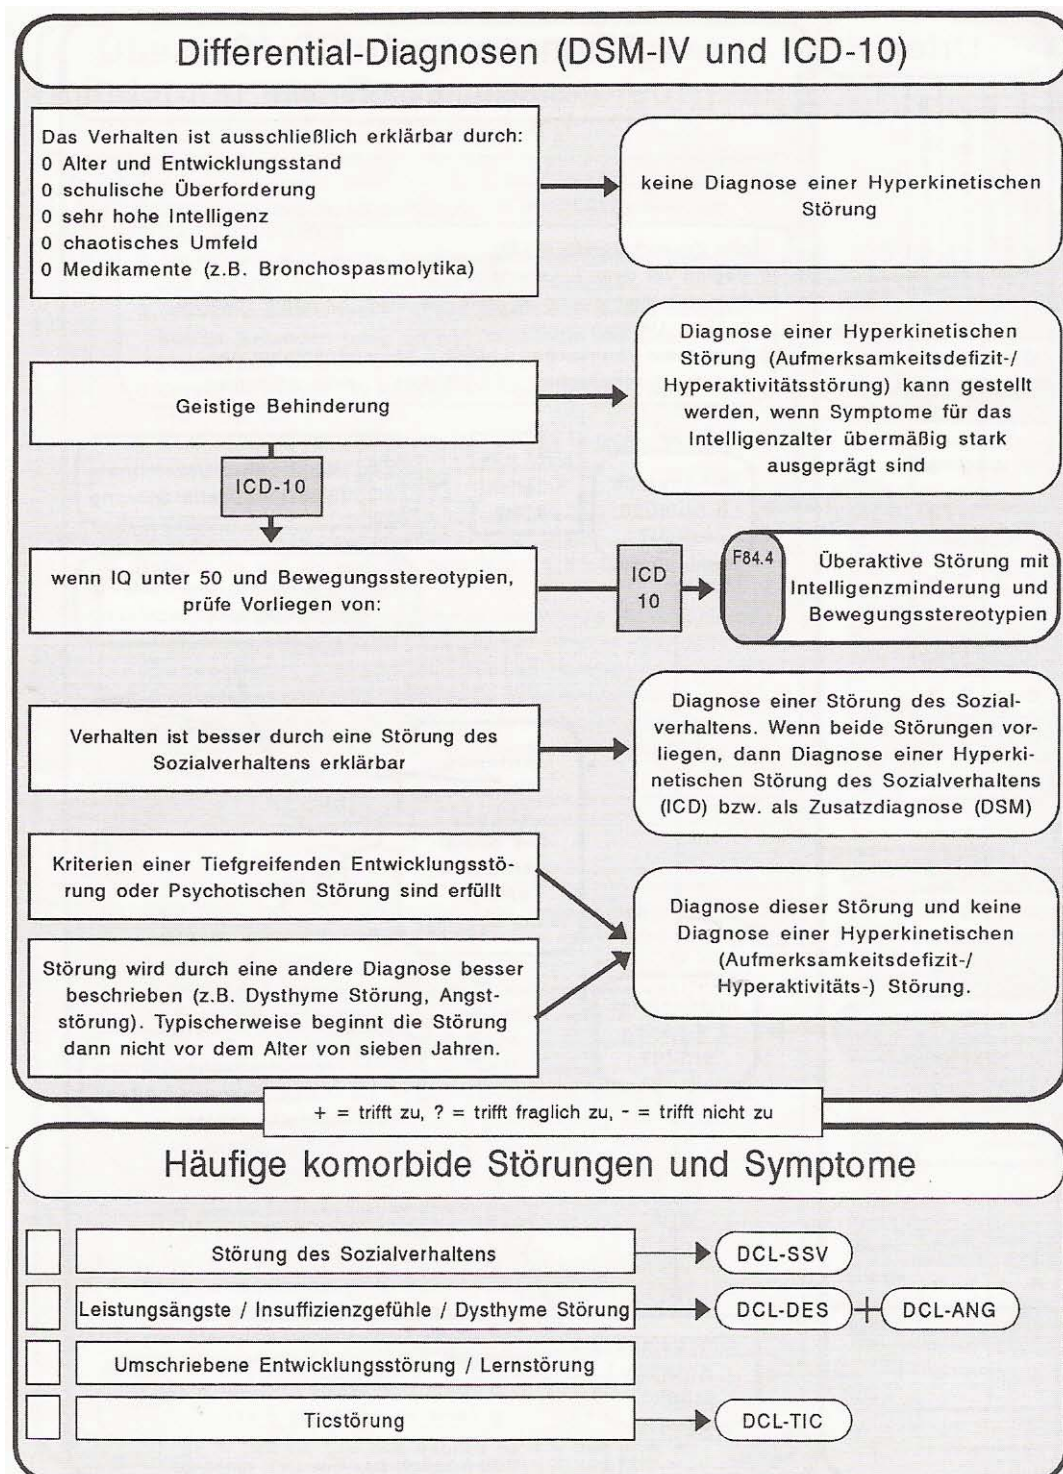 Differential-Diagnosen (DSM-IV und ICD-10)
Das Verhalten ist ausschließlich erklärbar durch:
0 Alter und Entwicklungsstand
0 schulische Überforderung
0 sehr hohe Intelligenz
0 chaotisches Umfeld
0 Medikamente (z.B. Bronchospasmolytika)
keine Diagnose einer Hyperkinetischen
Störung
Geistige Behinderung
Diagnose einer Hyperkinetischen
Störung (Aufmerksamkeitsdefizit-/
Hyperaktivitätsstörung) kann gestellt
werden, wenn Symptome für das
Intelligenzalter übermäßig stark
ausgeprägt sind
ICD-10
wenn IQ unter 50 und Bewegungsstereotypien,
prüfe Vorliegen von:
ICD
10
F84.4
Überaktive Störung mit
Intelligenzminderung und
Bewegungsstereotypien
Verhalten ist besser durch eine Störung des
Sozialverhaltens erklärbar
Diagnose einer Störung des Sozial-
verhaltens. Wenn beide Störungen vor-
liegen, dann Diagnose einer Hyperki-
netischen Störung des Sozialverhaltens
(ICD) bzw. als Zusatzdiagnose (DSM)
Kriterien einer Tiefgreifenden Entwicklungsstö-
rung oder Psychotischen Störung sind erfüllt
Störung wird durch eine andere Diagnose besser
beschrieben (z.B. Dysthyme Störung, Angst-
störung). Typischerweise beginnt die Störung
dann nicht vor dem Alter von sieben Jahren.
Diagnose dieser Störung und keine
Diagnose einer Hyperkinetischen
(Aufmerksamkeitsdefizit-/
Hyperaktivitäts-) Störung.
+ = trifft zu, ? = trifft fraglich zu, - = trifft nicht zu
Häufige komorbide Störungen und Symptome
Störung des Sozialverhaltens
DCL-SSV
Leistungsängste / Insuffizienzgefühle / Dysthyme Störung
DCL-DES + DCL-ANG
Umschriebene Entwicklungsstörung / Lernstörung
Ticstörung
DCL-TIC